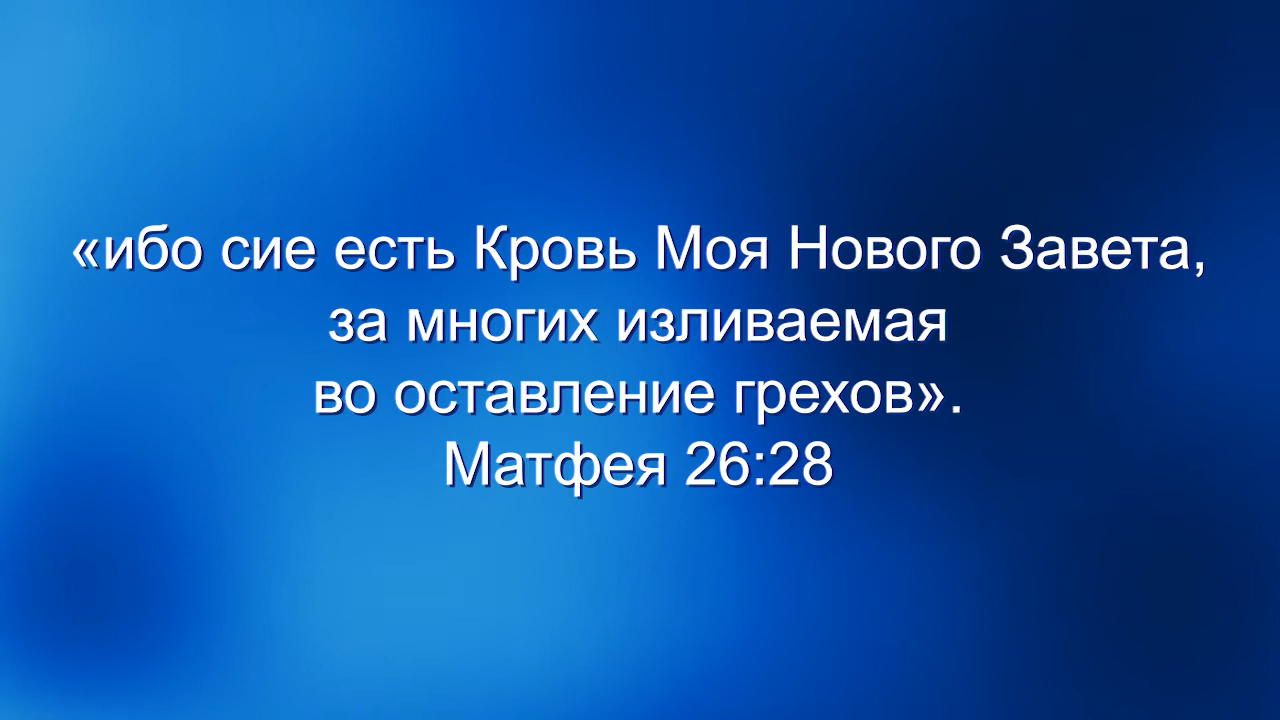 «ибо сие есть Кровь Моя Нового Завета,
за многих изливаемая
во оставление грехов».
Матфея 26:28